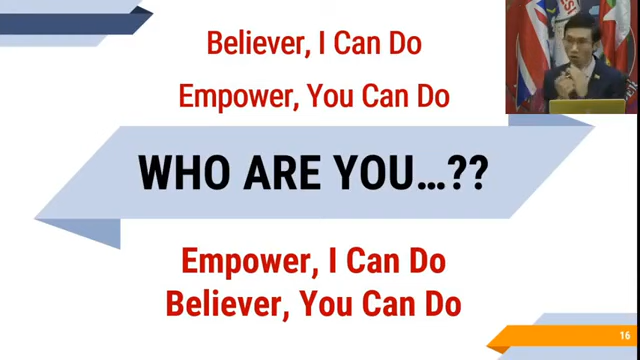 Believer, I Can Do
Empower, You Can Do
WHO ARE YOU...??
Empower, I Can Do
Believer, You Can Do
16